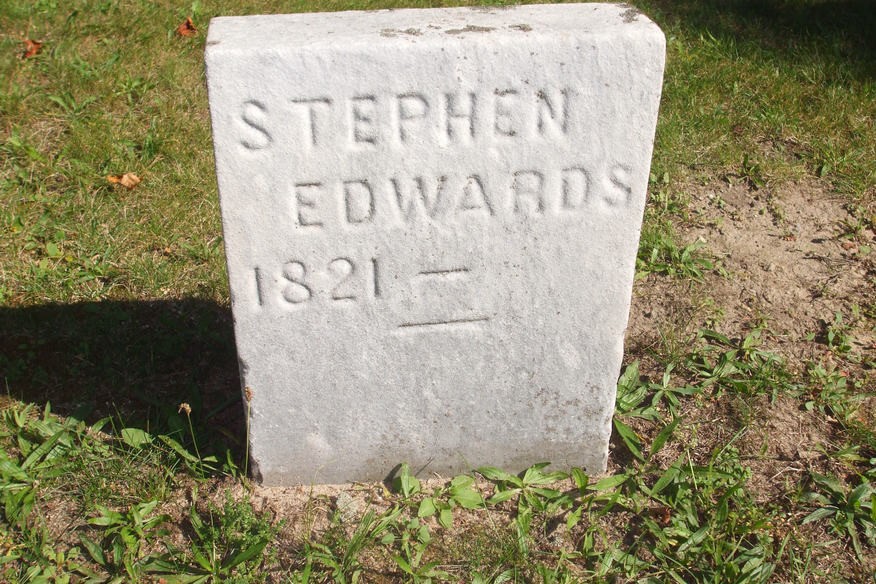 STEPHEN
EDWARDS
1821 —